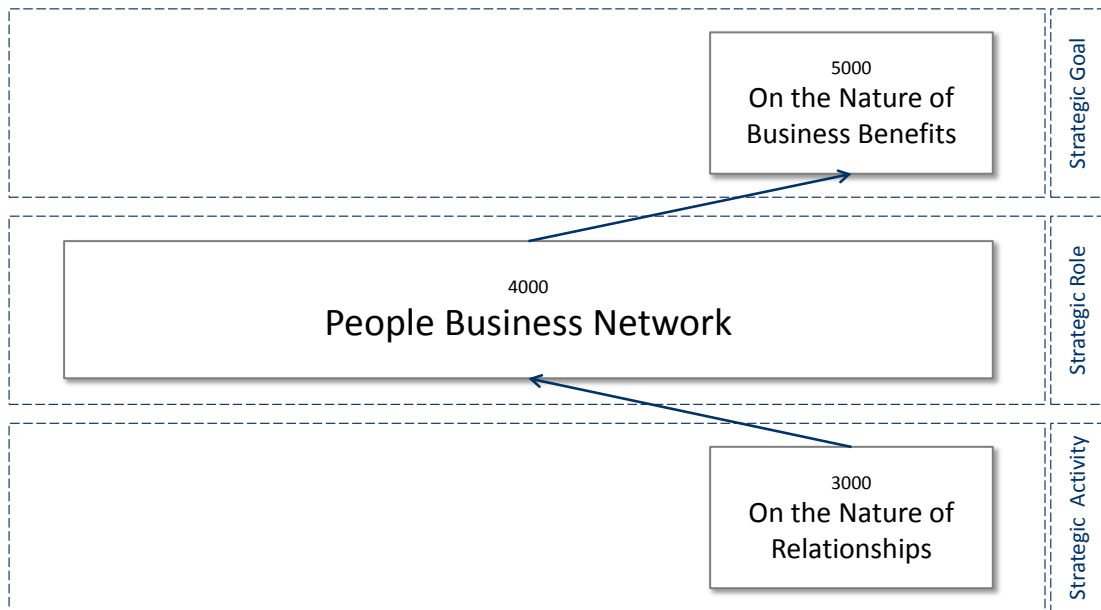 5000
On the Nature of
Business Benefits
Strategic Goal
4000
People Business Network
Strategic Role
3000
On the Nature of
Relationships
Strategic Activity